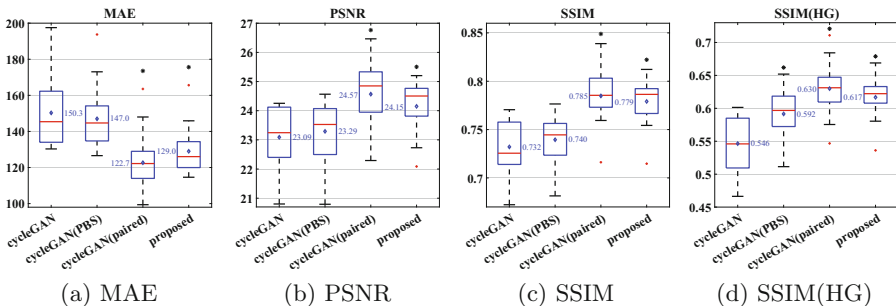 MAE
PSNR
SSIM
SSIM(HG)
200
180
160
140
120
100
150.3
147.0
122.7
129.0
cycleGAN
cycleGAN(PBS)
cycleGAN(paired)
proposed
27
26
25
24
23
22
21
23.09
23.29
24.57
24.15
cycleGAN
cycleGAN(PBS)
cycleGAN(paired)
proposed
0.85
0.8
0.75
0.7
0.732
0.740
0.785
0.779
cycleGAN
cycleGAN(PBS)
cycleGAN(paired)
proposed
0.7
0.65
0.6
0.55
0.5
0.45
0.546
0.592
0.630
0.617
cycleGAN
cycleGAN(PBS)
cycleGAN(paired)
proposed
(a) MAE
(b) PSNR
(c) SSIM
(d) SSIM(HG)